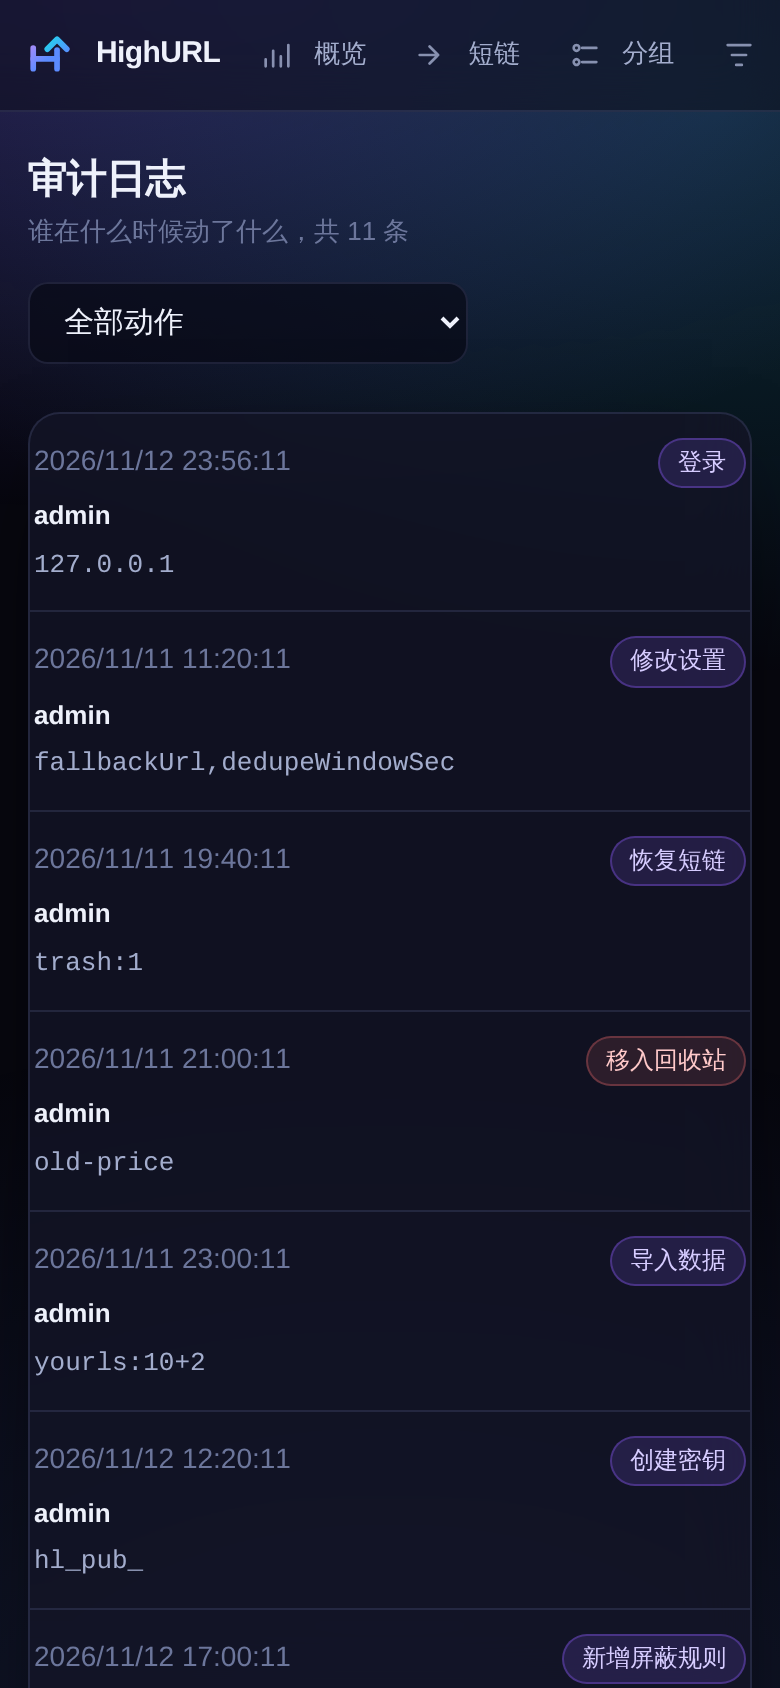 HighURL 概览 短链 分组
审计日志
谁在什么时候动了什么，共 11 条
全部动作
2026/11/12 23:56:11 登录
admin
127.0.0.1
2026/11/11 11:20:11 修改设置
admin
fallbackUrl,dedupeWindowSec
2026/11/11 19:40:11 恢复短链
admin
trash:1
2026/11/11 21:00:11 移入回收站
admin
old-price
2026/11/11 23:00:11 导入数据
admin
yourls:10+2
2026/11/12 12:20:11 创建密钥
admin
hl_pub_
2026/11/12 17:00:11 新增屏蔽规则